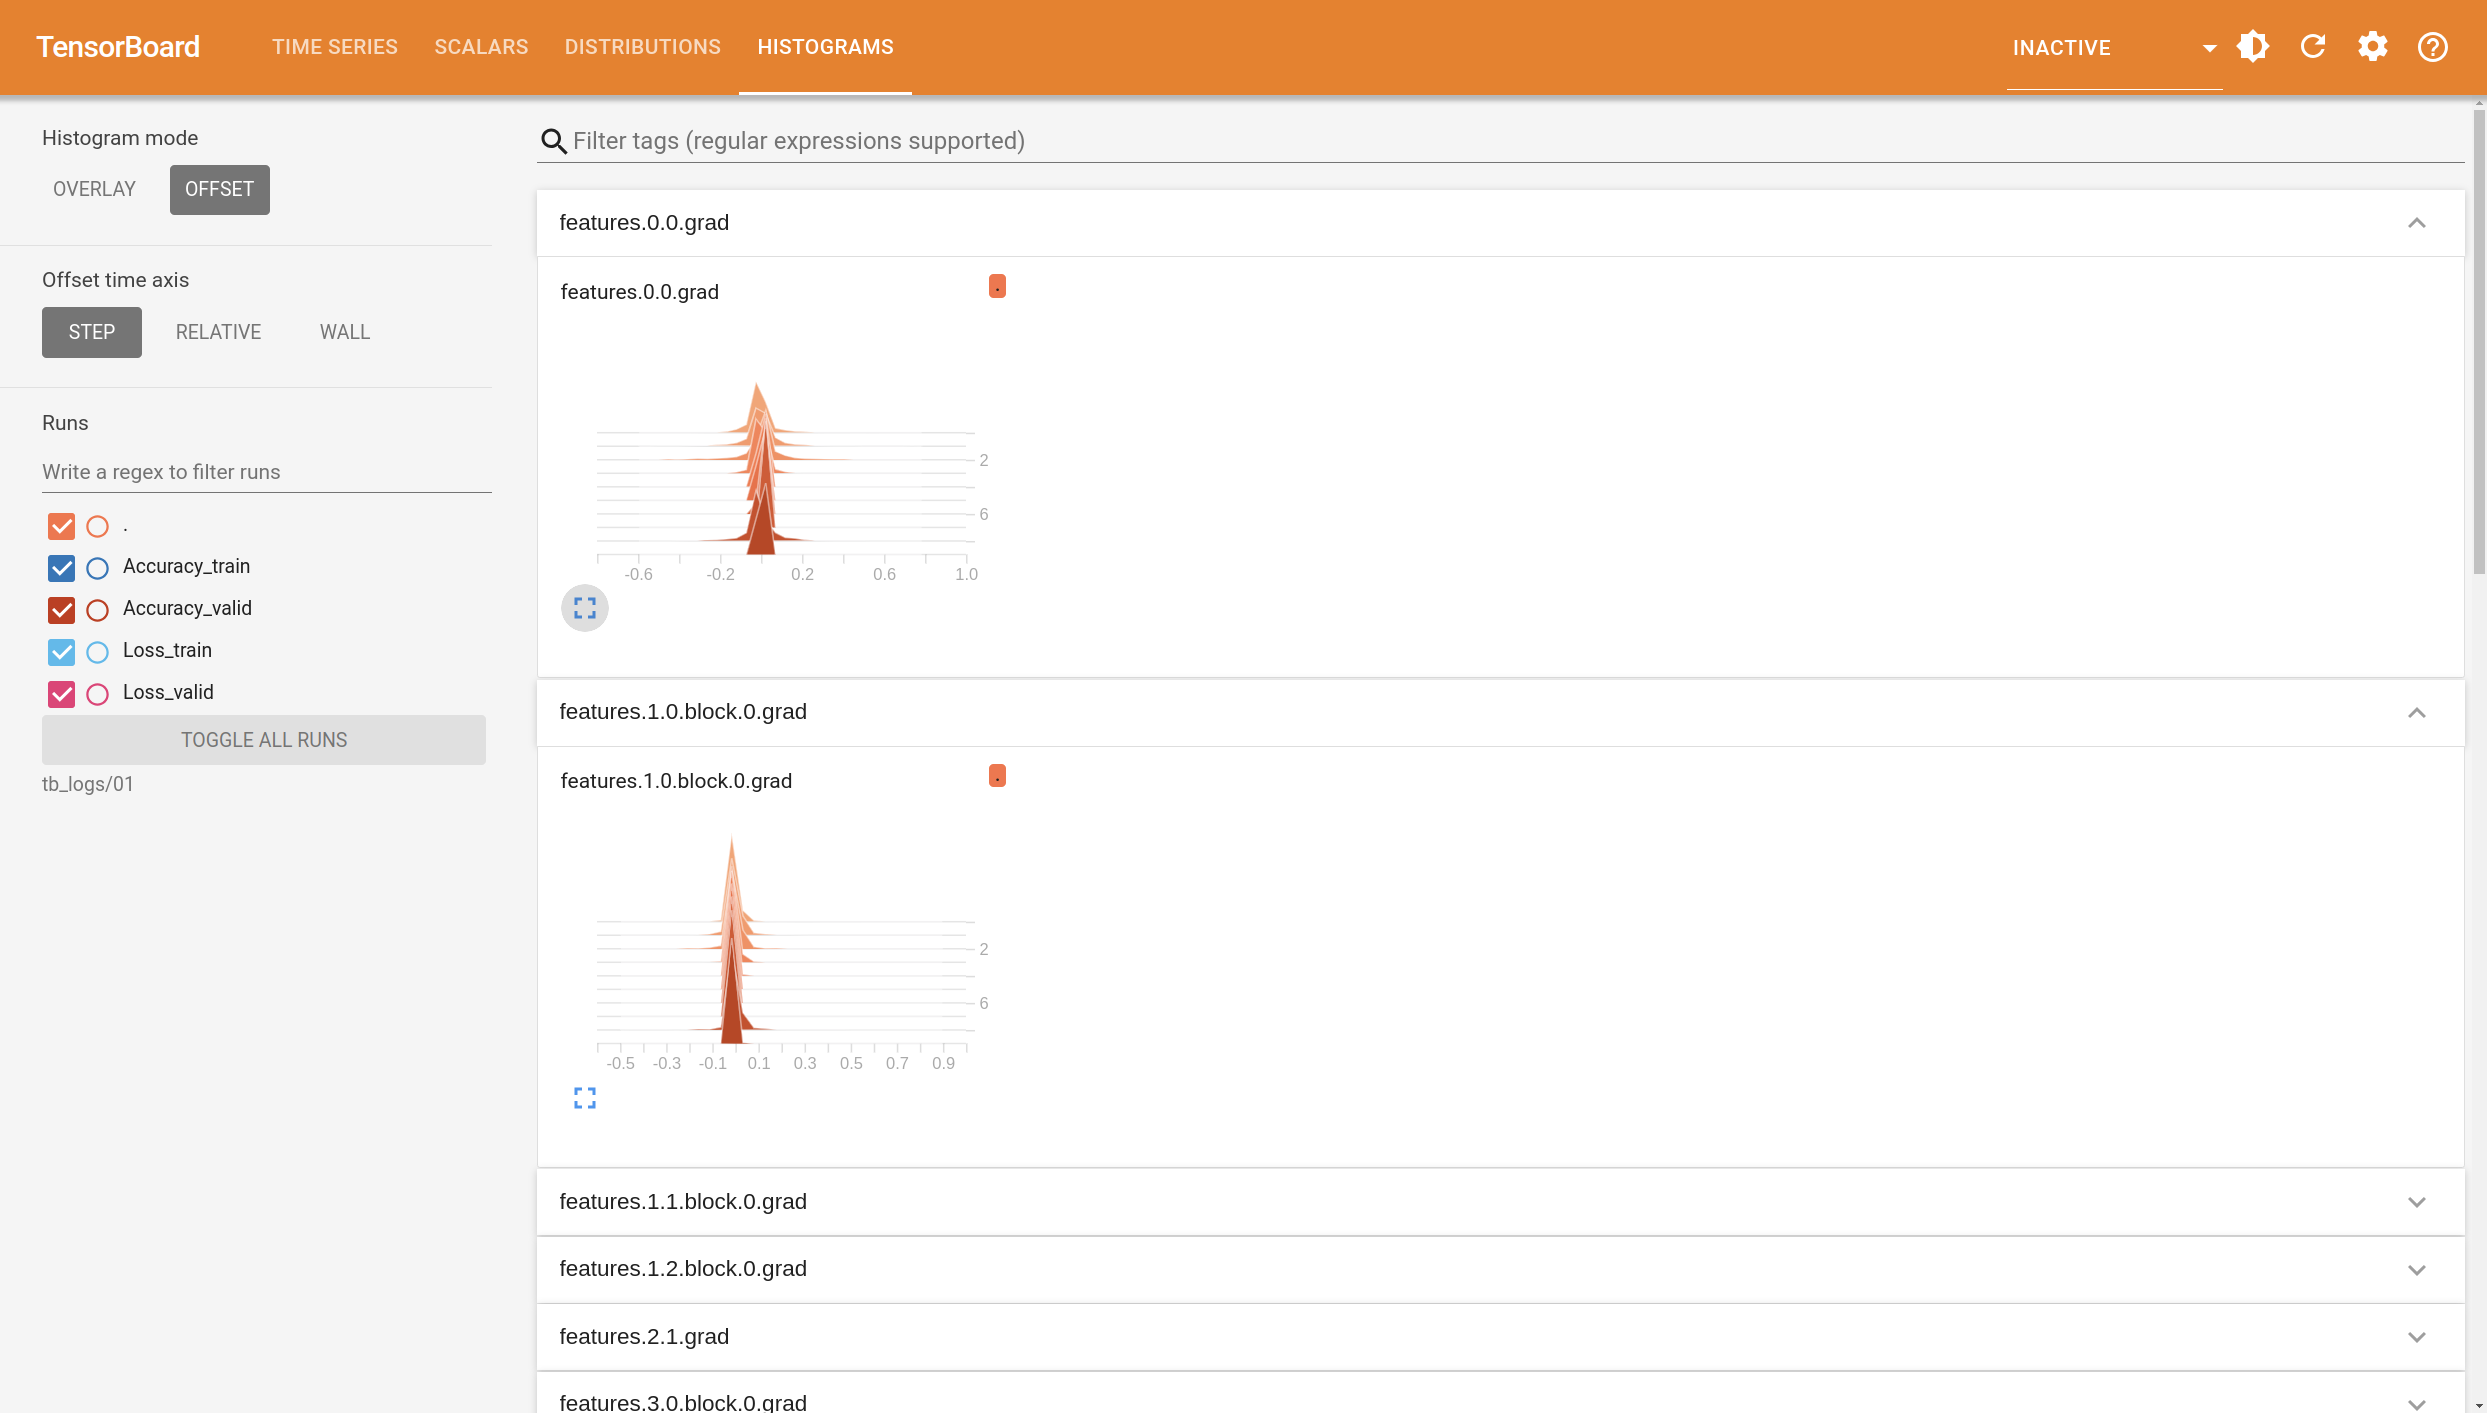 TensorBoard
TIME SERIES
SCALARS
DISTRIBUTIONS
HISTOGRAMS
INACTIVE
Histogram mode
OVERLAY
OFFSET
Offset time axis
STEP
RELATIVE
WALL
Runs
Write a regex to filter runs
.
Accuracy_train
Accuracy_valid
Loss_train
Loss_valid
TOGGLE ALL RUNS
tb_logs/01
Filter tags (regular expressions supported)
features.0.0.grad
features.0.0.grad
.
2
6
-0.6 -0.2 0.2 0.6 1.0
features.1.0.block.0.grad
features.1.0.block.0.grad
.
2
6
-0.5 -0.3 -0.1 0.1 0.3 0.5 0.7 0.9
features.1.1.block.0.grad
features.1.2.block.0.grad
features.2.1.grad
features.3.0.block.0.grad